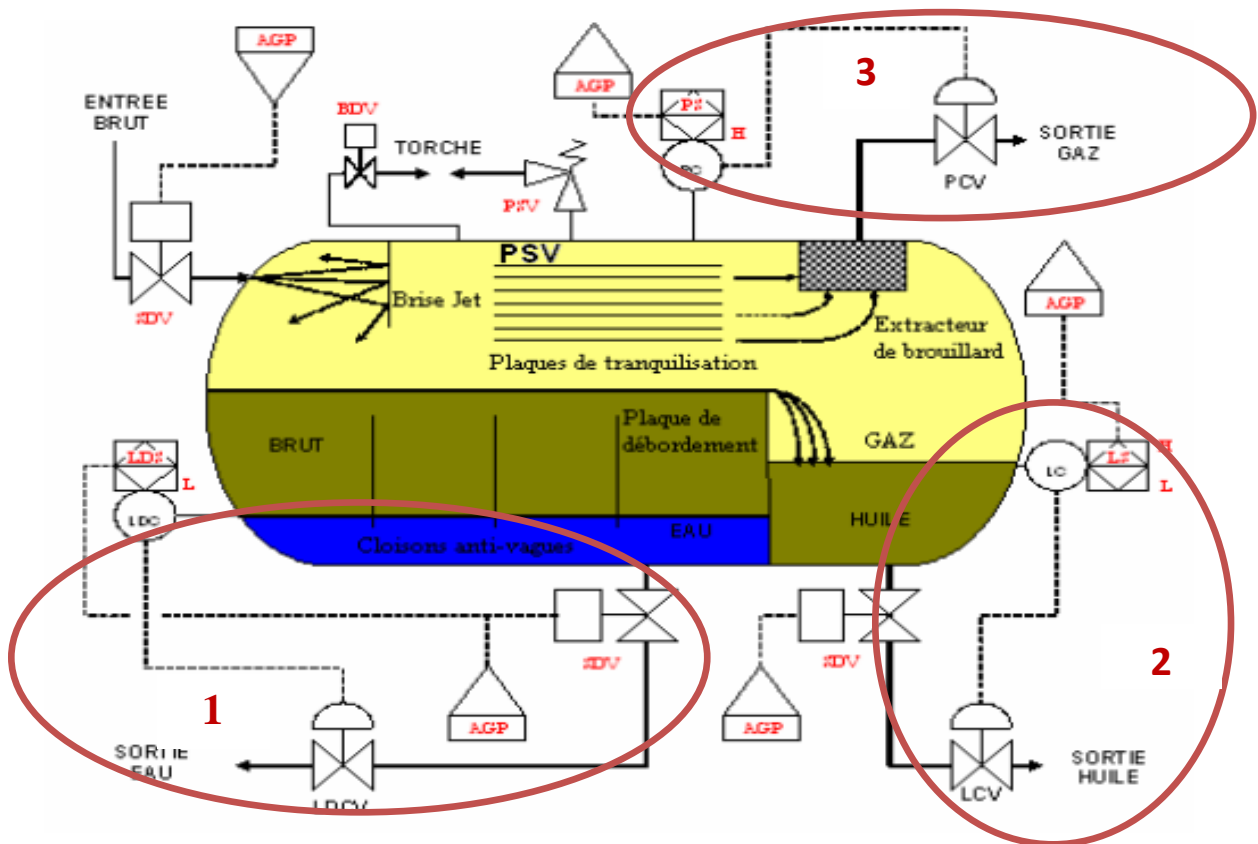 AGP
3
ENTREE
BRUT
BDV
TORCHE
AGP
PS
H
SORTIE
GAZ
PCV
PSV
PSV
SDV
Brise Jet
Extracteur
de brouillard
Plaques de tranquilisation
AGP
BRUT
Plaque de
débordement
GAZ
LDS
L
LDC
LC
LS
H
L
EAU
HUILE
Cloisons anti-vagues
SDV
SDV
1
2
AGP
AGP
SORTIE
EAU
LDCV
LCV
SORTIE
HUILE